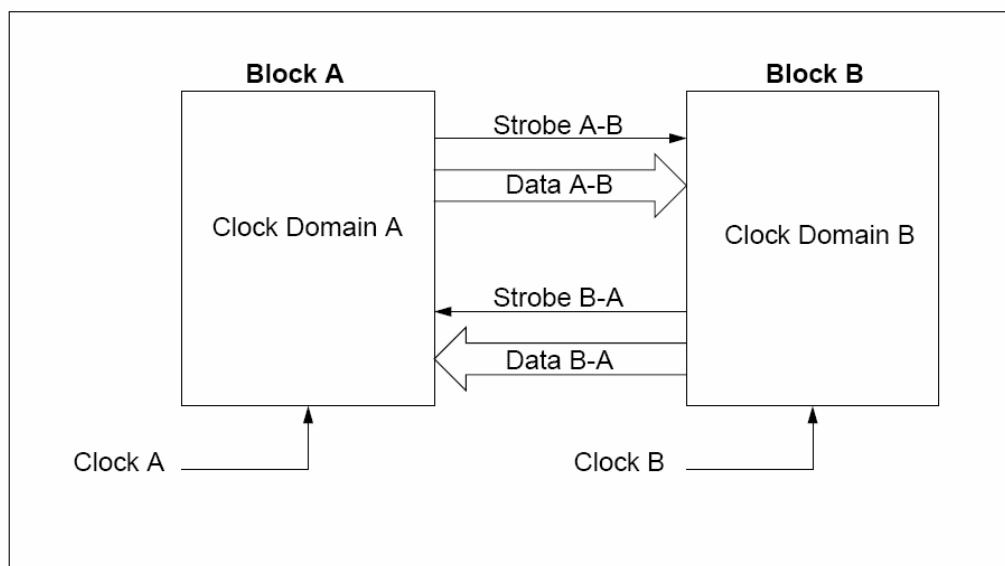 Block A
Block B
Strobe A-B
Data A-B
Clock Domain A
Clock Domain B
Strobe B-A
Data B-A
Clock A
Clock B